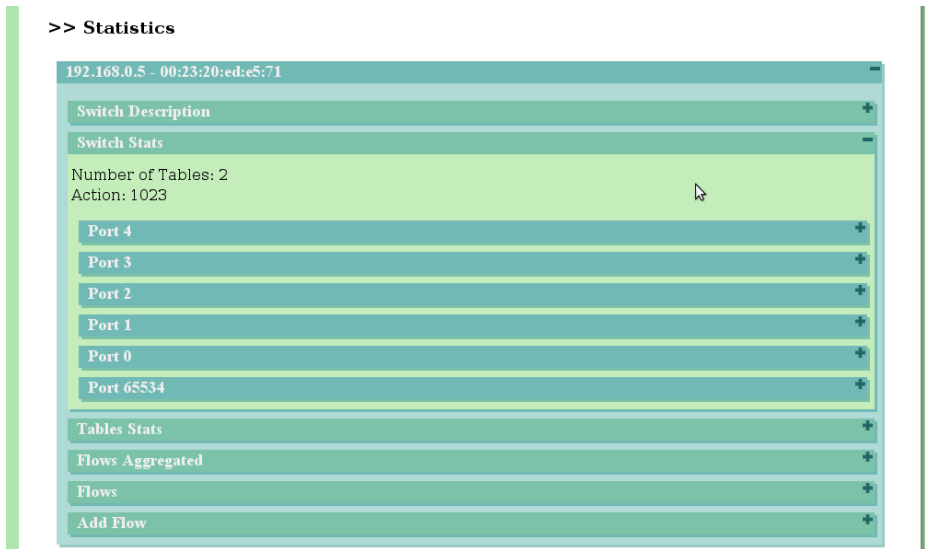 >> Statistics
192.168.0.5 - 00:23:20:ed:e5:71
Switch Description
Switch Stats
Number of Tables: 2
Action: 1023
Port 4
Port 3
Port 2
Port 1
Port 0
Port 65534
Tables Stats
Flows Aggregated
Flows
Add Flow